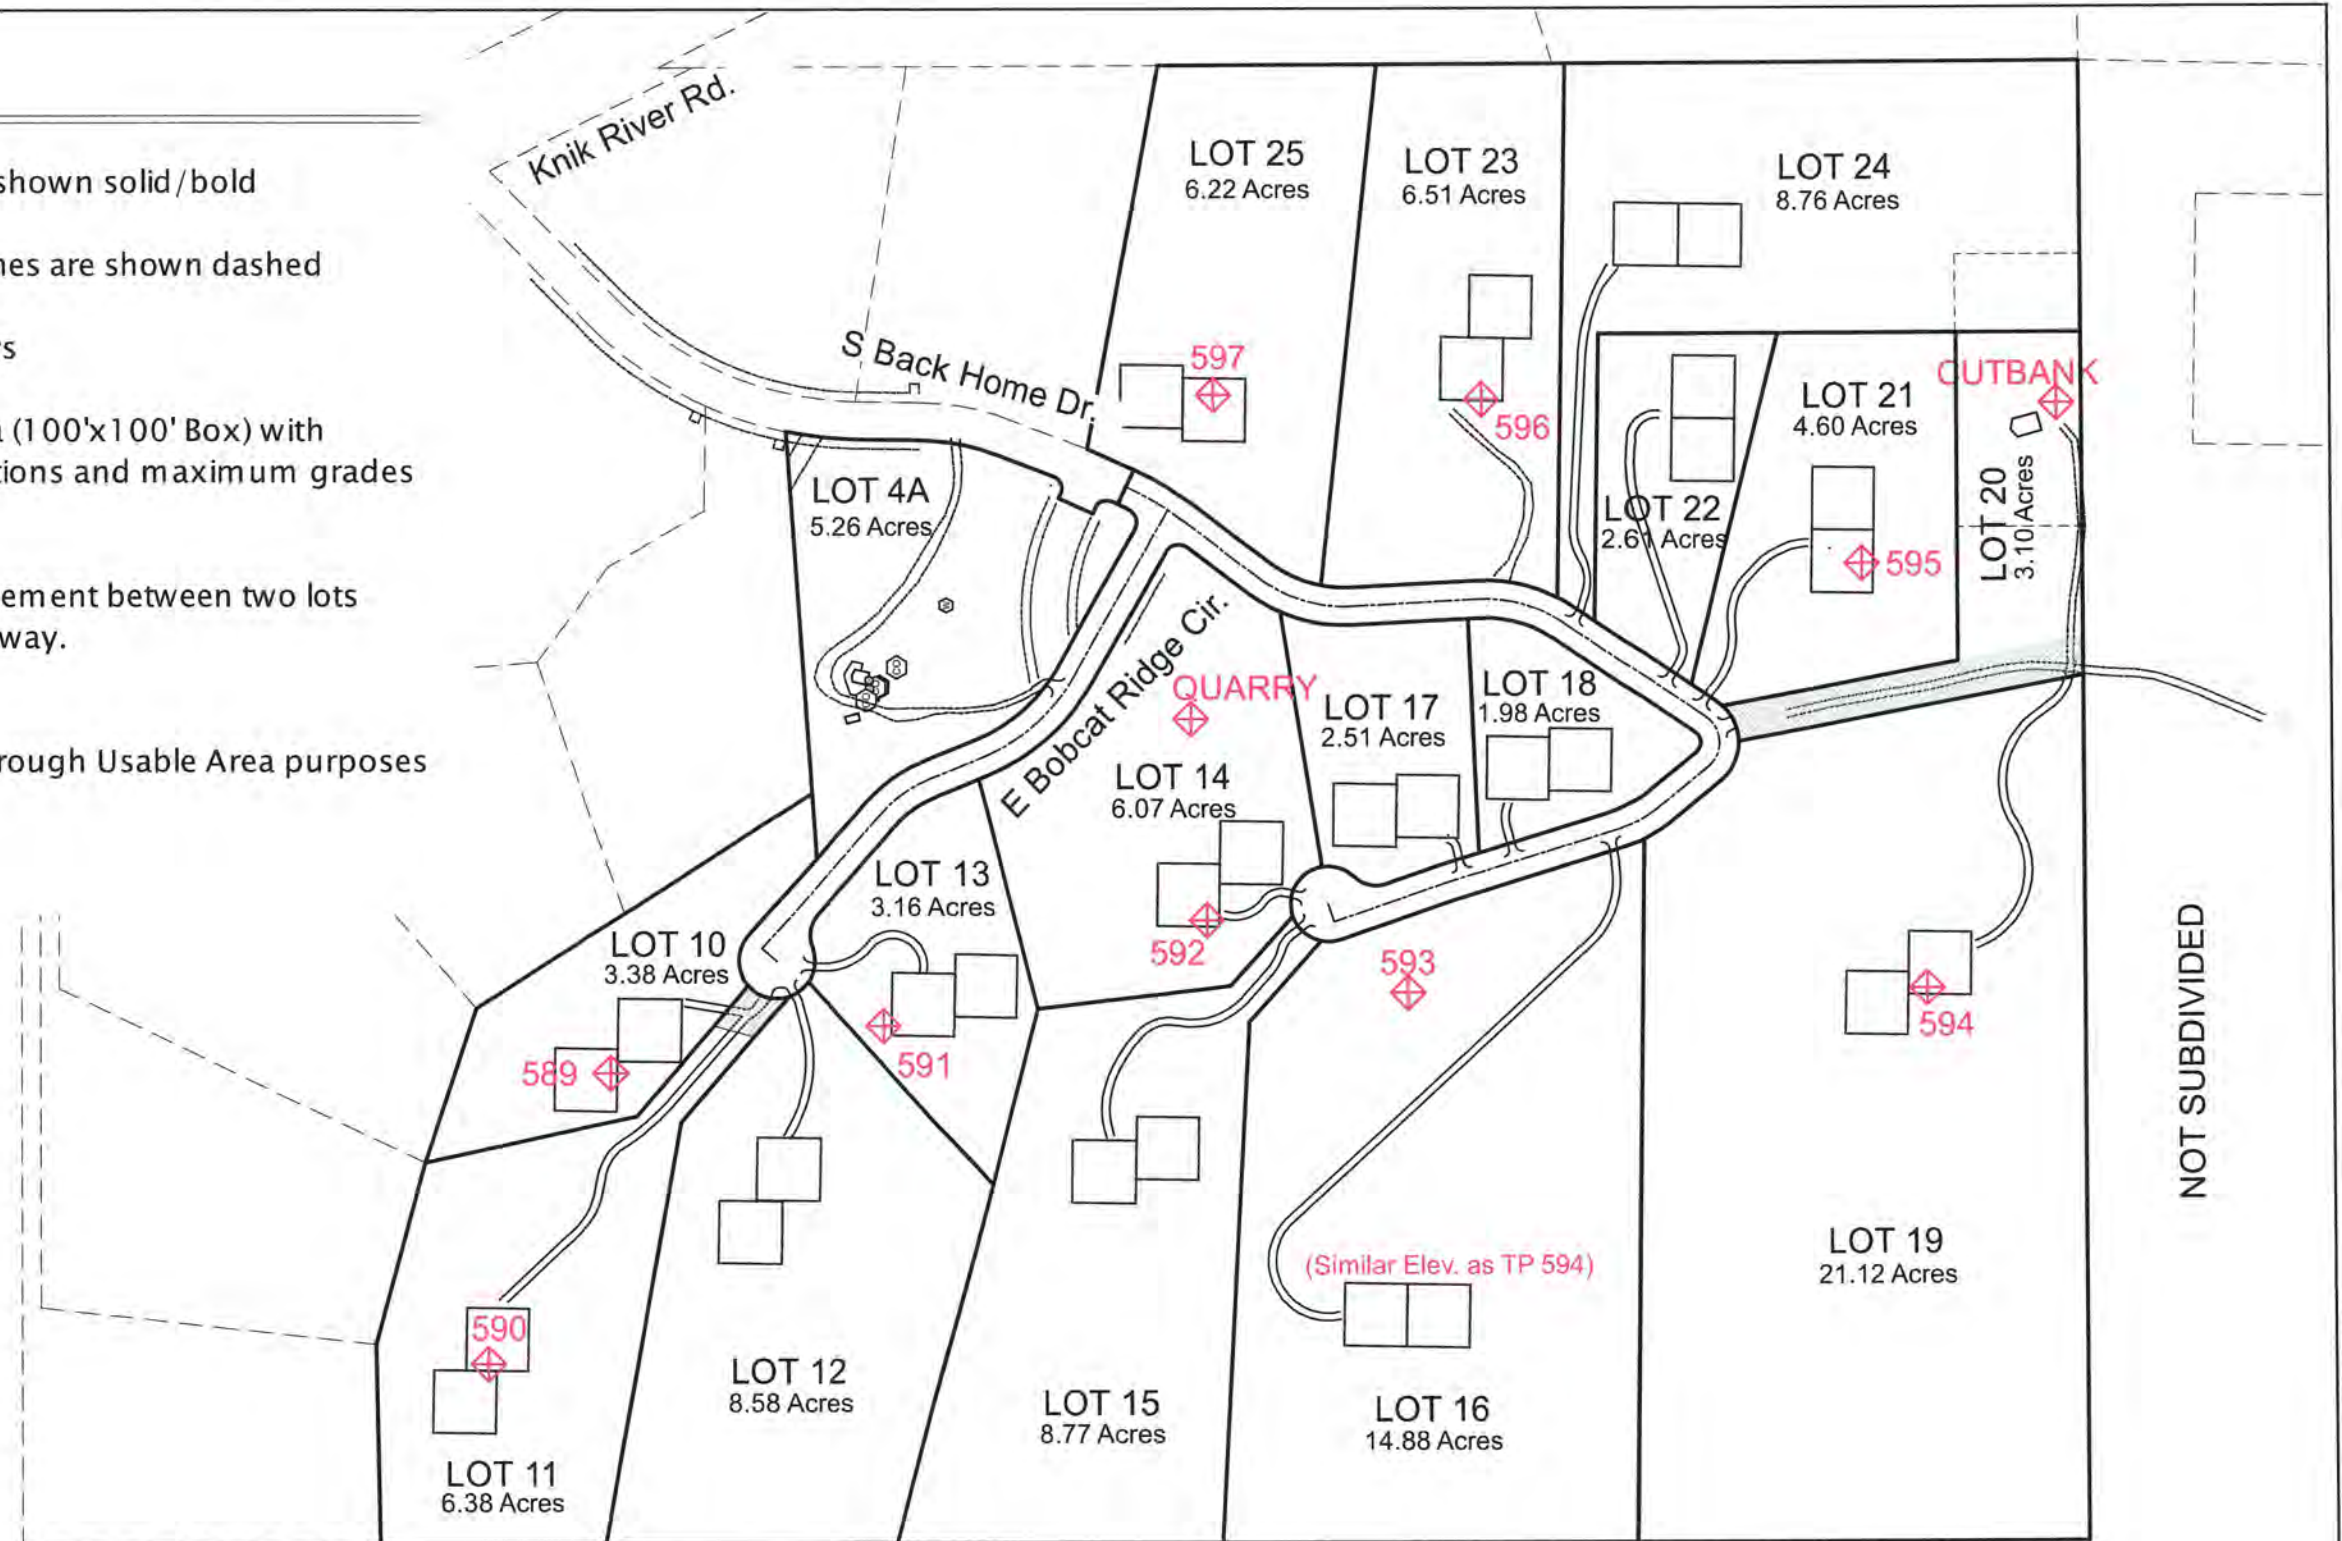 shown solid/bold
nes are shown dashed
(100'x100' Box) with
tions and maximum grades
ement between two lots
way.
rough Usable Area purposes
Knik River Rd.
S Back Home Dr.
E Bobcat Ridge Cir.
LOT 25
6.22 Acres
LOT 23
6.51 Acres
LOT 24
8.76 Acres
597
596
CUTBANK
LOT 21
4.60 Acres
LOT 22
2.61 Acres
595
LOT 20
3.10 Acres
LOT 4A
5.26 Acres
QUARRY
LOT 17
2.51 Acres
LOT 18
1.98 Acres
LOT 14
6.07 Acres
LOT 13
3.16 Acres
LOT 10
3.38 Acres
592
593
594
591
589
NOT SUBDIVIDED
(Similar Elev. as TP 594)
LOT 19
21.12 Acres
590
LOT 12
8.58 Acres
LOT 15
8.77 Acres
LOT 16
14.88 Acres
LOT 11
6.38 Acres